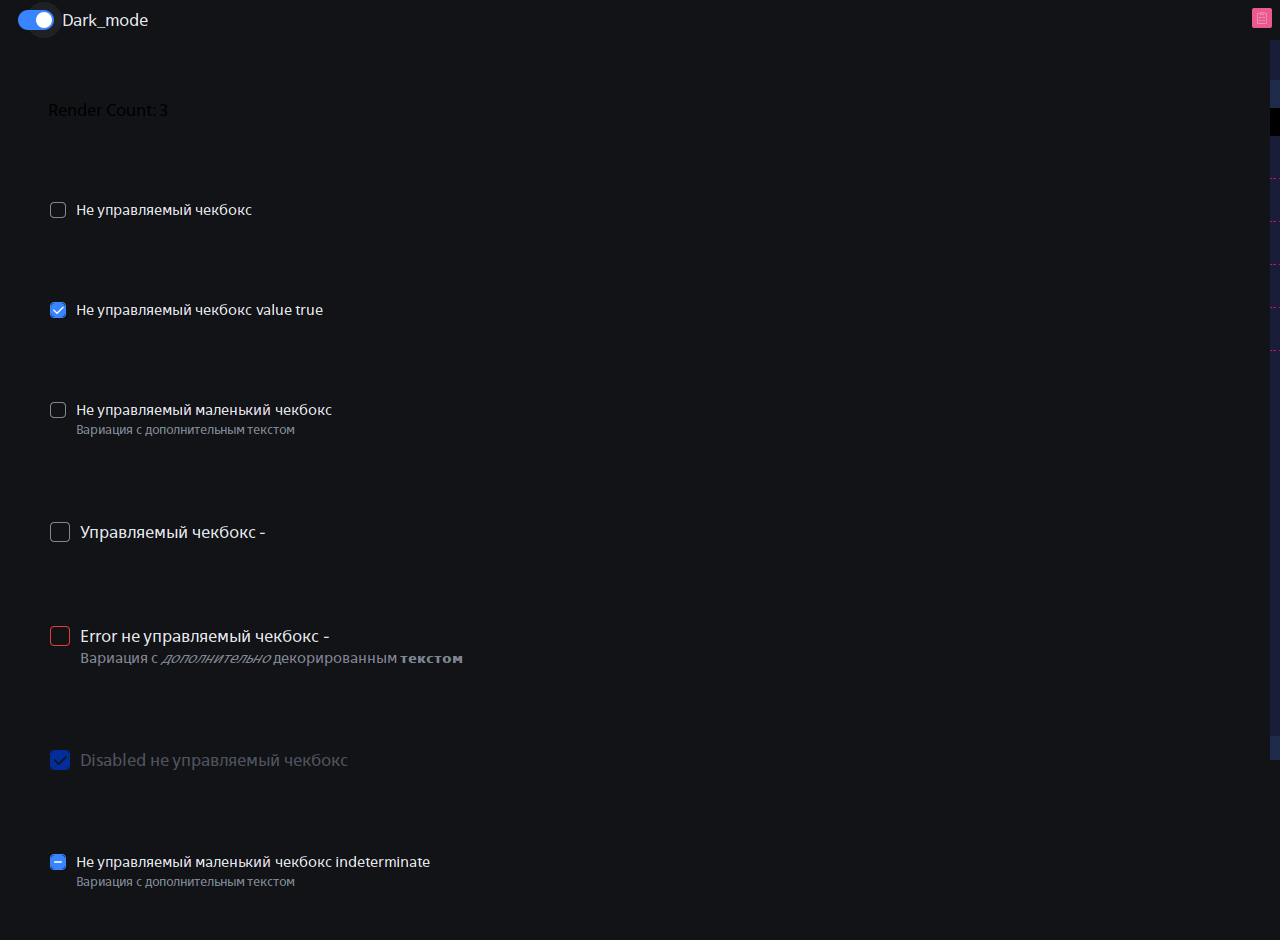 Dark_mode
Render Count: 3
Не управляемый чекбокс
Не управляемый чекбокс value true
Не управляемый маленький чекбокс
Вариация с дополнительным текстом
Управляемый чекбокс -
Error не управляемый чекбокс -
Вариация с дополнительно декорированным текстом
Disabled не управляемый чекбокс
Не управляемый маленький чекбокс indeterminate
Вариация с дополнительным текстом